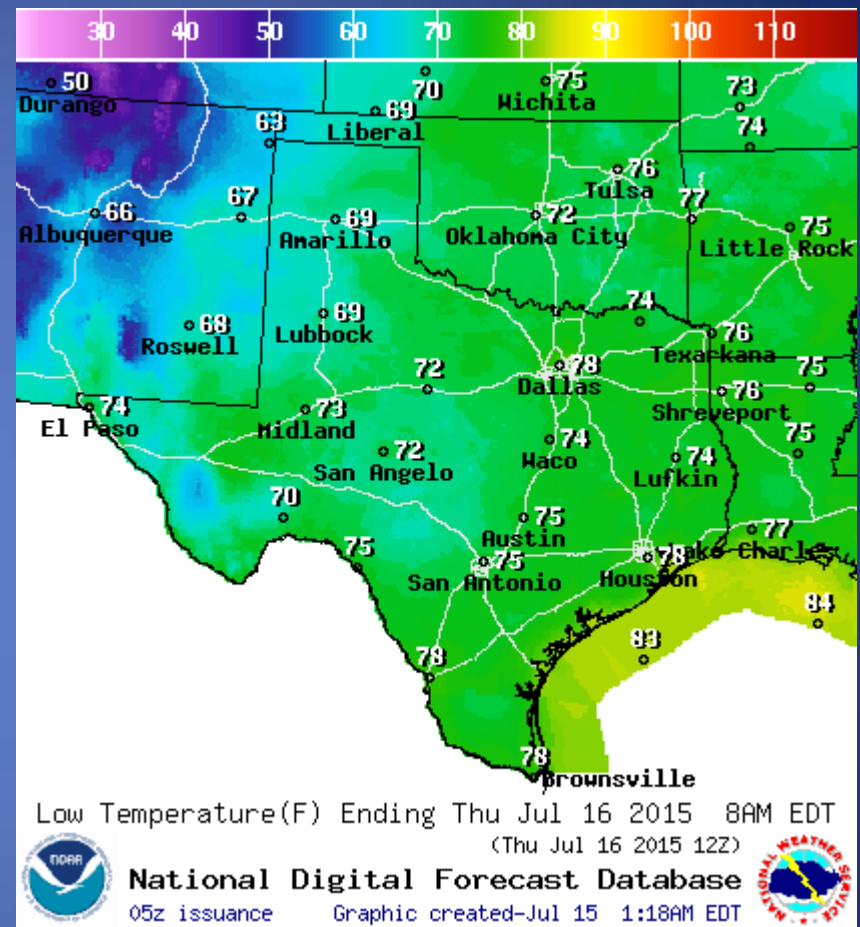 30 40 50 60 70 80 90 100 110
50
Durango
70
75
Wichita
73
69
Liberal
63
74
76
Tulsa
66
Albuquerque
67
69
Amarillo
72
Oklahoma City
77
75
Little Rock
68
Roswell
69
Lubbock
74
76
Texarkana
72
78
Dallas
75
74
El Paso
73
Midland
76
Shreveport
72
San Angelo
74
Waco
74
Lufkin
75
70
75
Austin
77
Lake Charles
75
75
San Antonio
78
Houston
84
83
78
78
Brownsville
Low Temperature(F) Ending Thu Jul 16 2015 8AM EDT
(Thu Jul 16 2015 12Z)
NOAA
National Digital Forecast Database
05z issuance Graphic created-Jul 15 1:18AM EDT
NATIONAL WEATHER SERVICE